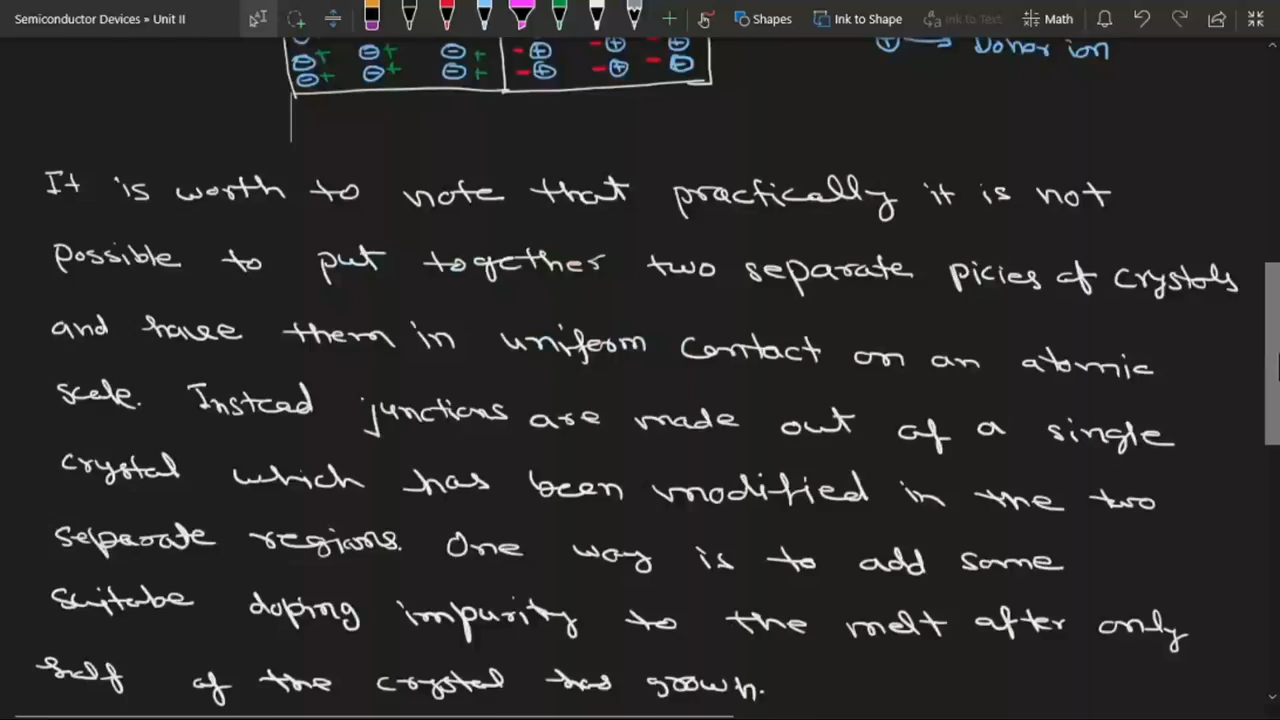 Semiconductor Devices » Unit II
Shapes
Ink to Shape
Ink to Text
Math
Donor ion
It is worth to note that practically it is not
possible to put together two separate picies of crystals
and have them in uniform contact on an atomic
scale. Instead junctions are made out of a single
crystal which has been modified in the two
separate regions. One way is to add some
suitabe doping impurity to the melt after only
half of the crystal has grown.